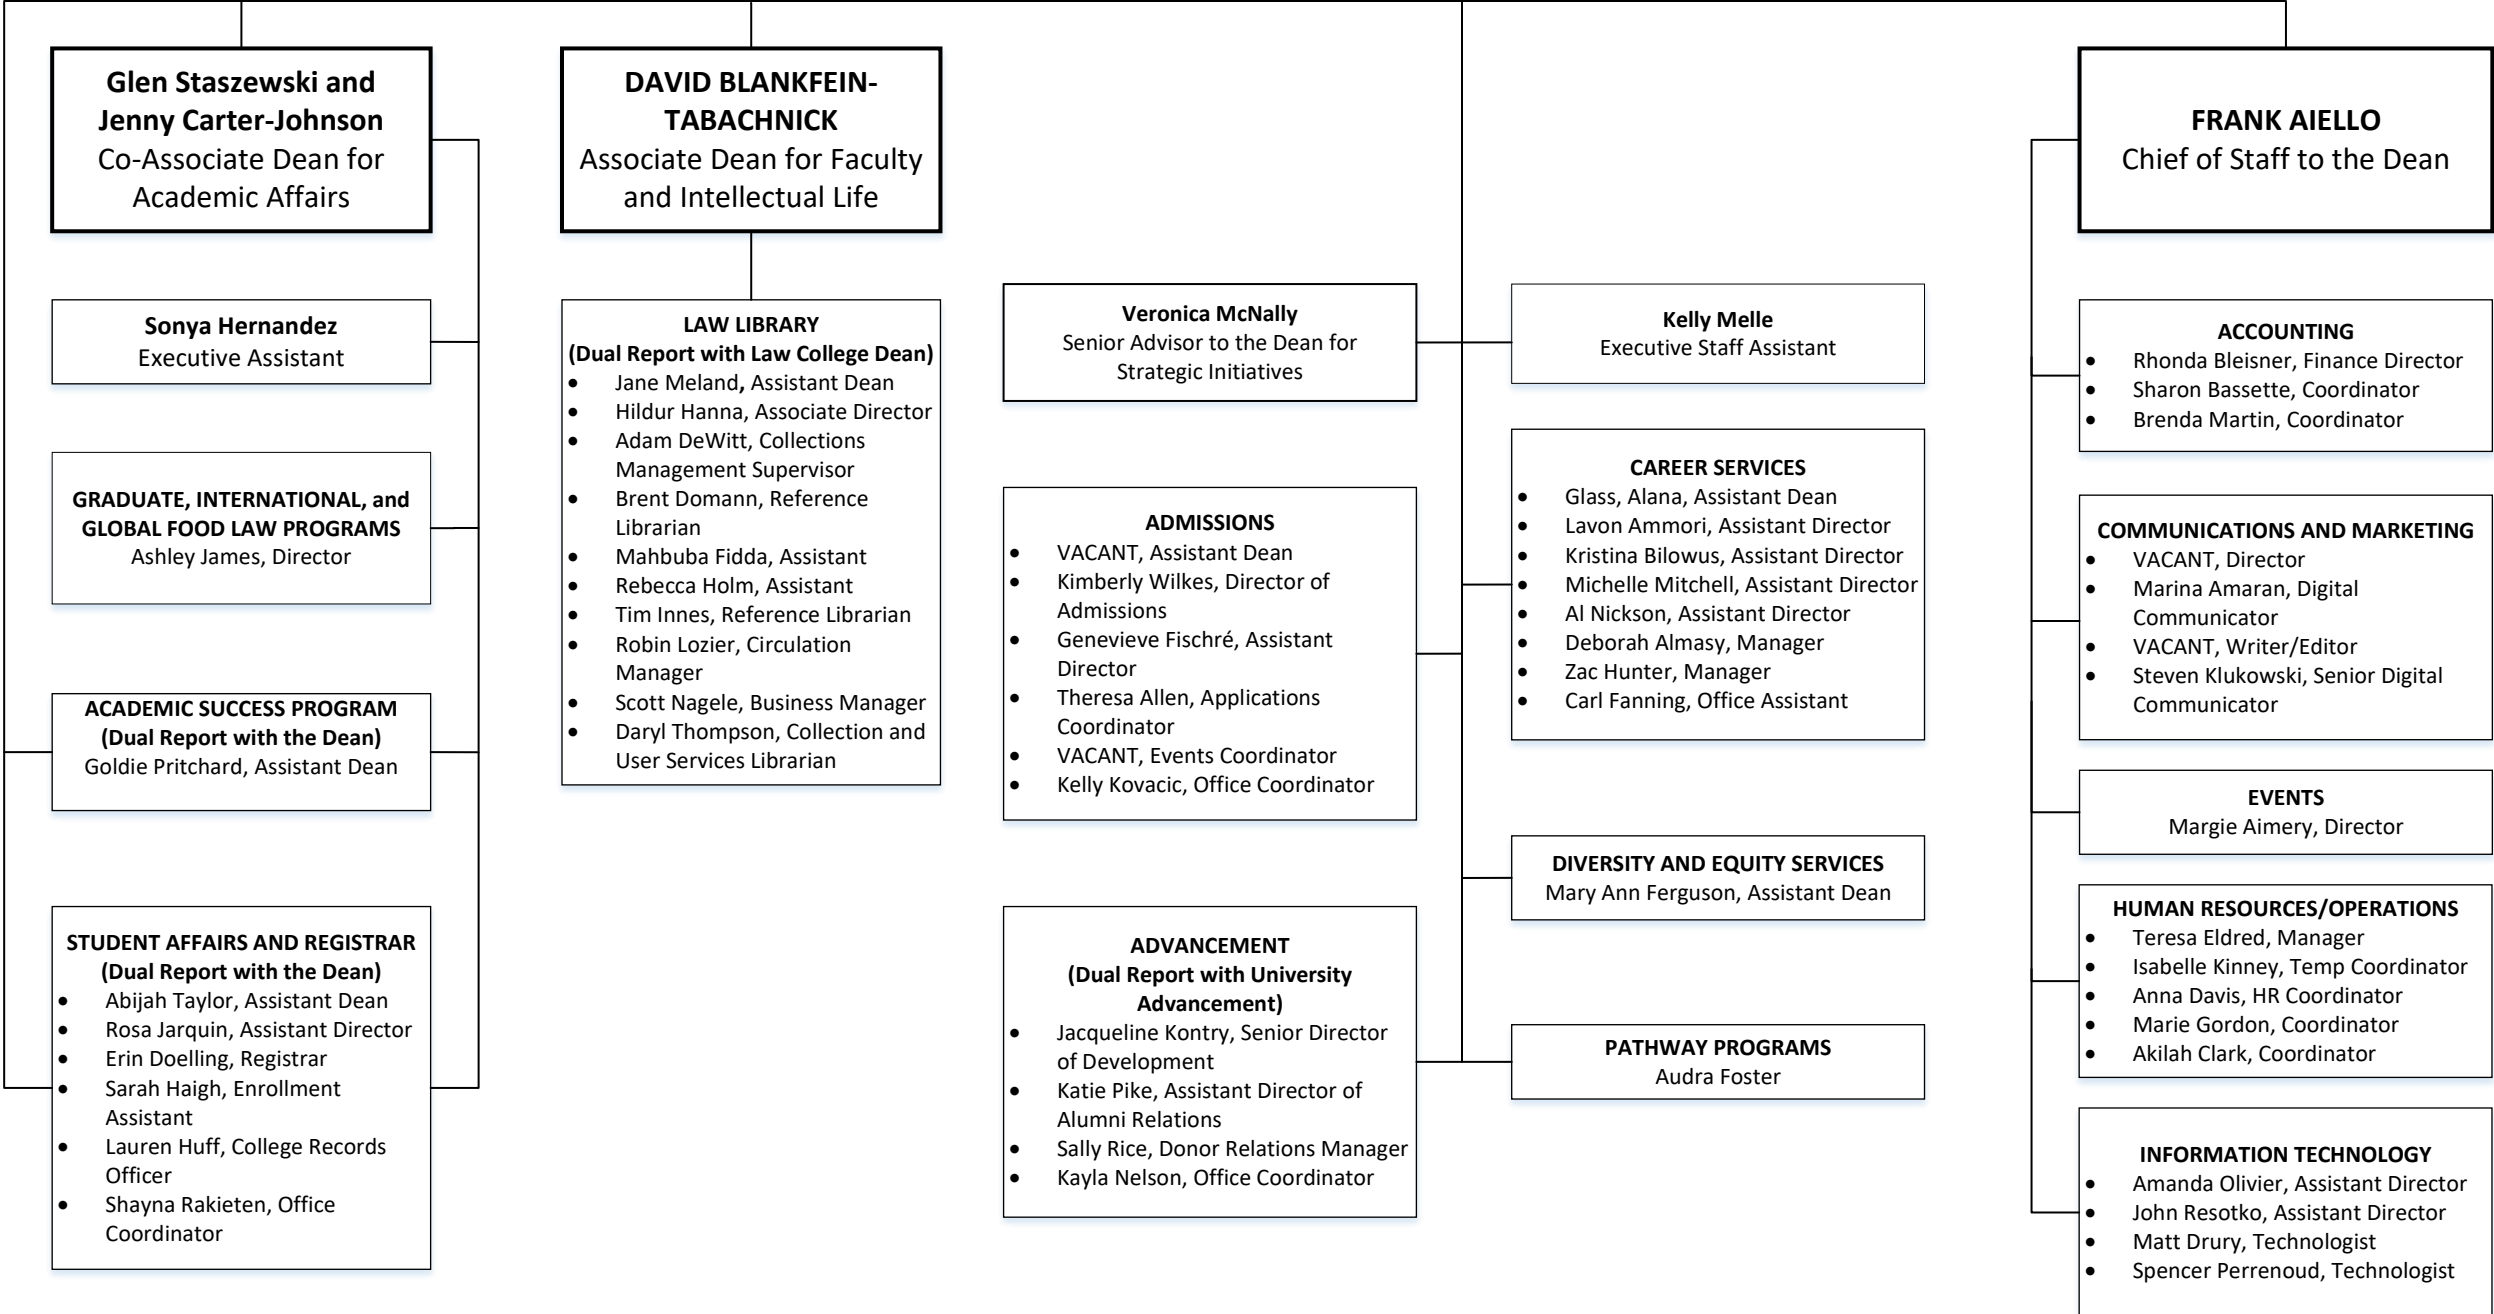 Glen Staszewski and
Jenny Carter-Johnson
Co-Associate Dean for
Academic Affairs
Sonya Hernandez
Executive Assistant
GRADUATE, INTERNATIONAL, and
GLOBAL FOOD LAW PROGRAMS
Ashley James, Director
ACADEMIC SUCCESS PROGRAM
(Dual Report with the Dean)
Goldie Pritchard, Assistant Dean
STUDENT AFFAIRS AND REGISTRAR
(Dual Report with the Dean)
• Abijah Taylor, Assistant Dean
• Rosa Jarquin, Assistant Director
• Erin Doelling, Registrar
• Sarah Haigh, Enrollment
Assistant
• Lauren Huff, College Records
Officer
• Shayna Rakieten, Office
Coordinator
DAVID BLANKFEIN-
TABACHNICK
Associate Dean for Faculty
and Intellectual Life
LAW LIBRARY
(Dual Report with Law College Dean)
• Jane Meland, Assistant Dean
• Hildur Hanna, Associate Director
• Adam DeWitt, Collections
Management Supervisor
• Brent Domann, Reference
Librarian
• Mahbuba Fidda, Assistant
• Rebecca Holm, Assistant
• Tim Innes, Reference Librarian
• Robin Lozier, Circulation
Manager
• Scott Nagele, Business Manager
• Daryl Thompson, Collection and
User Services Librarian
Veronica McNally
Senior Advisor to the Dean for
Strategic Initiatives
ADMISSIONS
• VACANT, Assistant Dean
• Kimberly Wilkes, Director of
Admissions
• Genevieve Fischré, Assistant
Director
• Theresa Allen, Applications
Coordinator
• VACANT, Events Coordinator
• Kelly Kovacic, Office Coordinator
ADVANCEMENT
(Dual Report with University
Advancement)
• Jacqueline Kontry, Senior Director
of Development
• Katie Pike, Assistant Director of
Alumni Relations
• Sally Rice, Donor Relations Manager
• Kayla Nelson, Office Coordinator
Kelly Melle
Executive Staff Assistant
CAREER SERVICES
• Glass, Alana, Assistant Dean
• Lavon Ammori, Assistant Director
• Kristina Bilowus, Assistant Director
• Michelle Mitchell, Assistant Director
• Al Nickson, Assistant Director
• Deborah Almasy, Manager
• Zac Hunter, Manager
• Carl Fanning, Office Assistant
DIVERSITY AND EQUITY SERVICES
Mary Ann Ferguson, Assistant Dean
PATHWAY PROGRAMS
Audra Foster
FRANK AIELLO
Chief of Staff to the Dean
ACCOUNTING
• Rhonda Bleisner, Finance Director
• Sharon Bassette, Coordinator
• Brenda Martin, Coordinator
COMMUNICATIONS AND MARKETING
• VACANT, Director
• Marina Amaran, Digital
Communicator
• VACANT, Writer/Editor
• Steven Klukowski, Senior Digital
Communicator
EVENTS
Margie Aimery, Director
HUMAN RESOURCES/OPERATIONS
• Teresa Eldred, Manager
• Isabelle Kinney, Temp Coordinator
• Anna Davis, HR Coordinator
• Marie Gordon, Coordinator
• Akilah Clark, Coordinator
INFORMATION TECHNOLOGY
• Amanda Olivier, Assistant Director
• John Resotko, Assistant Director
• Matt Drury, Technologist
• Spencer Perrenoud, Technologist